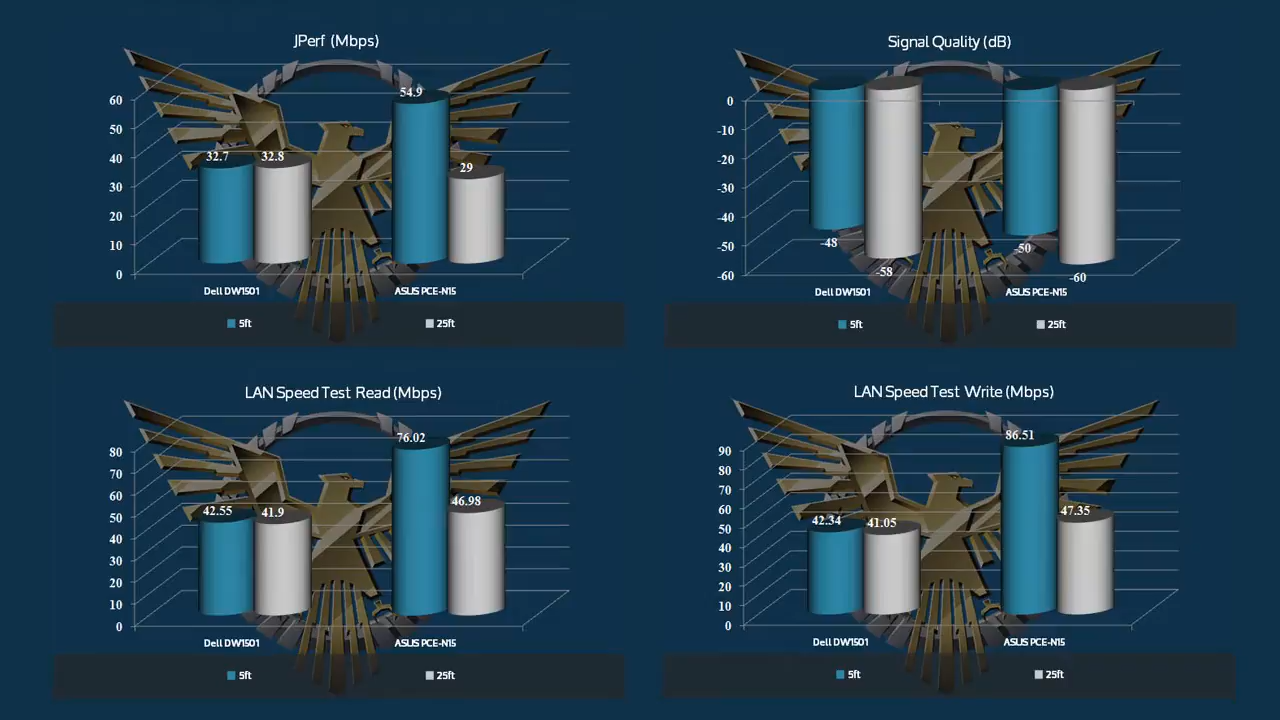 JPerf (Mbps)
60
50
40
30
20
10
0
32.7
32.8
54.9
29
Dell DW1501
ASUS PCE-N15
5ft
25ft
Signal Quality (dB)
0
-10
-20
-30
-40
-50
-60
-48
-58
-50
-60
Dell DW1501
ASUS PCE-N15
5ft
25ft
LAN Speed Test Read (Mbps)
80
70
60
50
40
30
20
10
0
42.55
41.9
76.02
46.98
Dell DW1501
ASUS PCE-N15
5ft
25ft
LAN Speed Test Write (Mbps)
90
80
70
60
50
40
30
20
10
0
42.34
41.05
86.51
47.35
Dell DW1501
ASUS PCE-N15
5ft
25ft